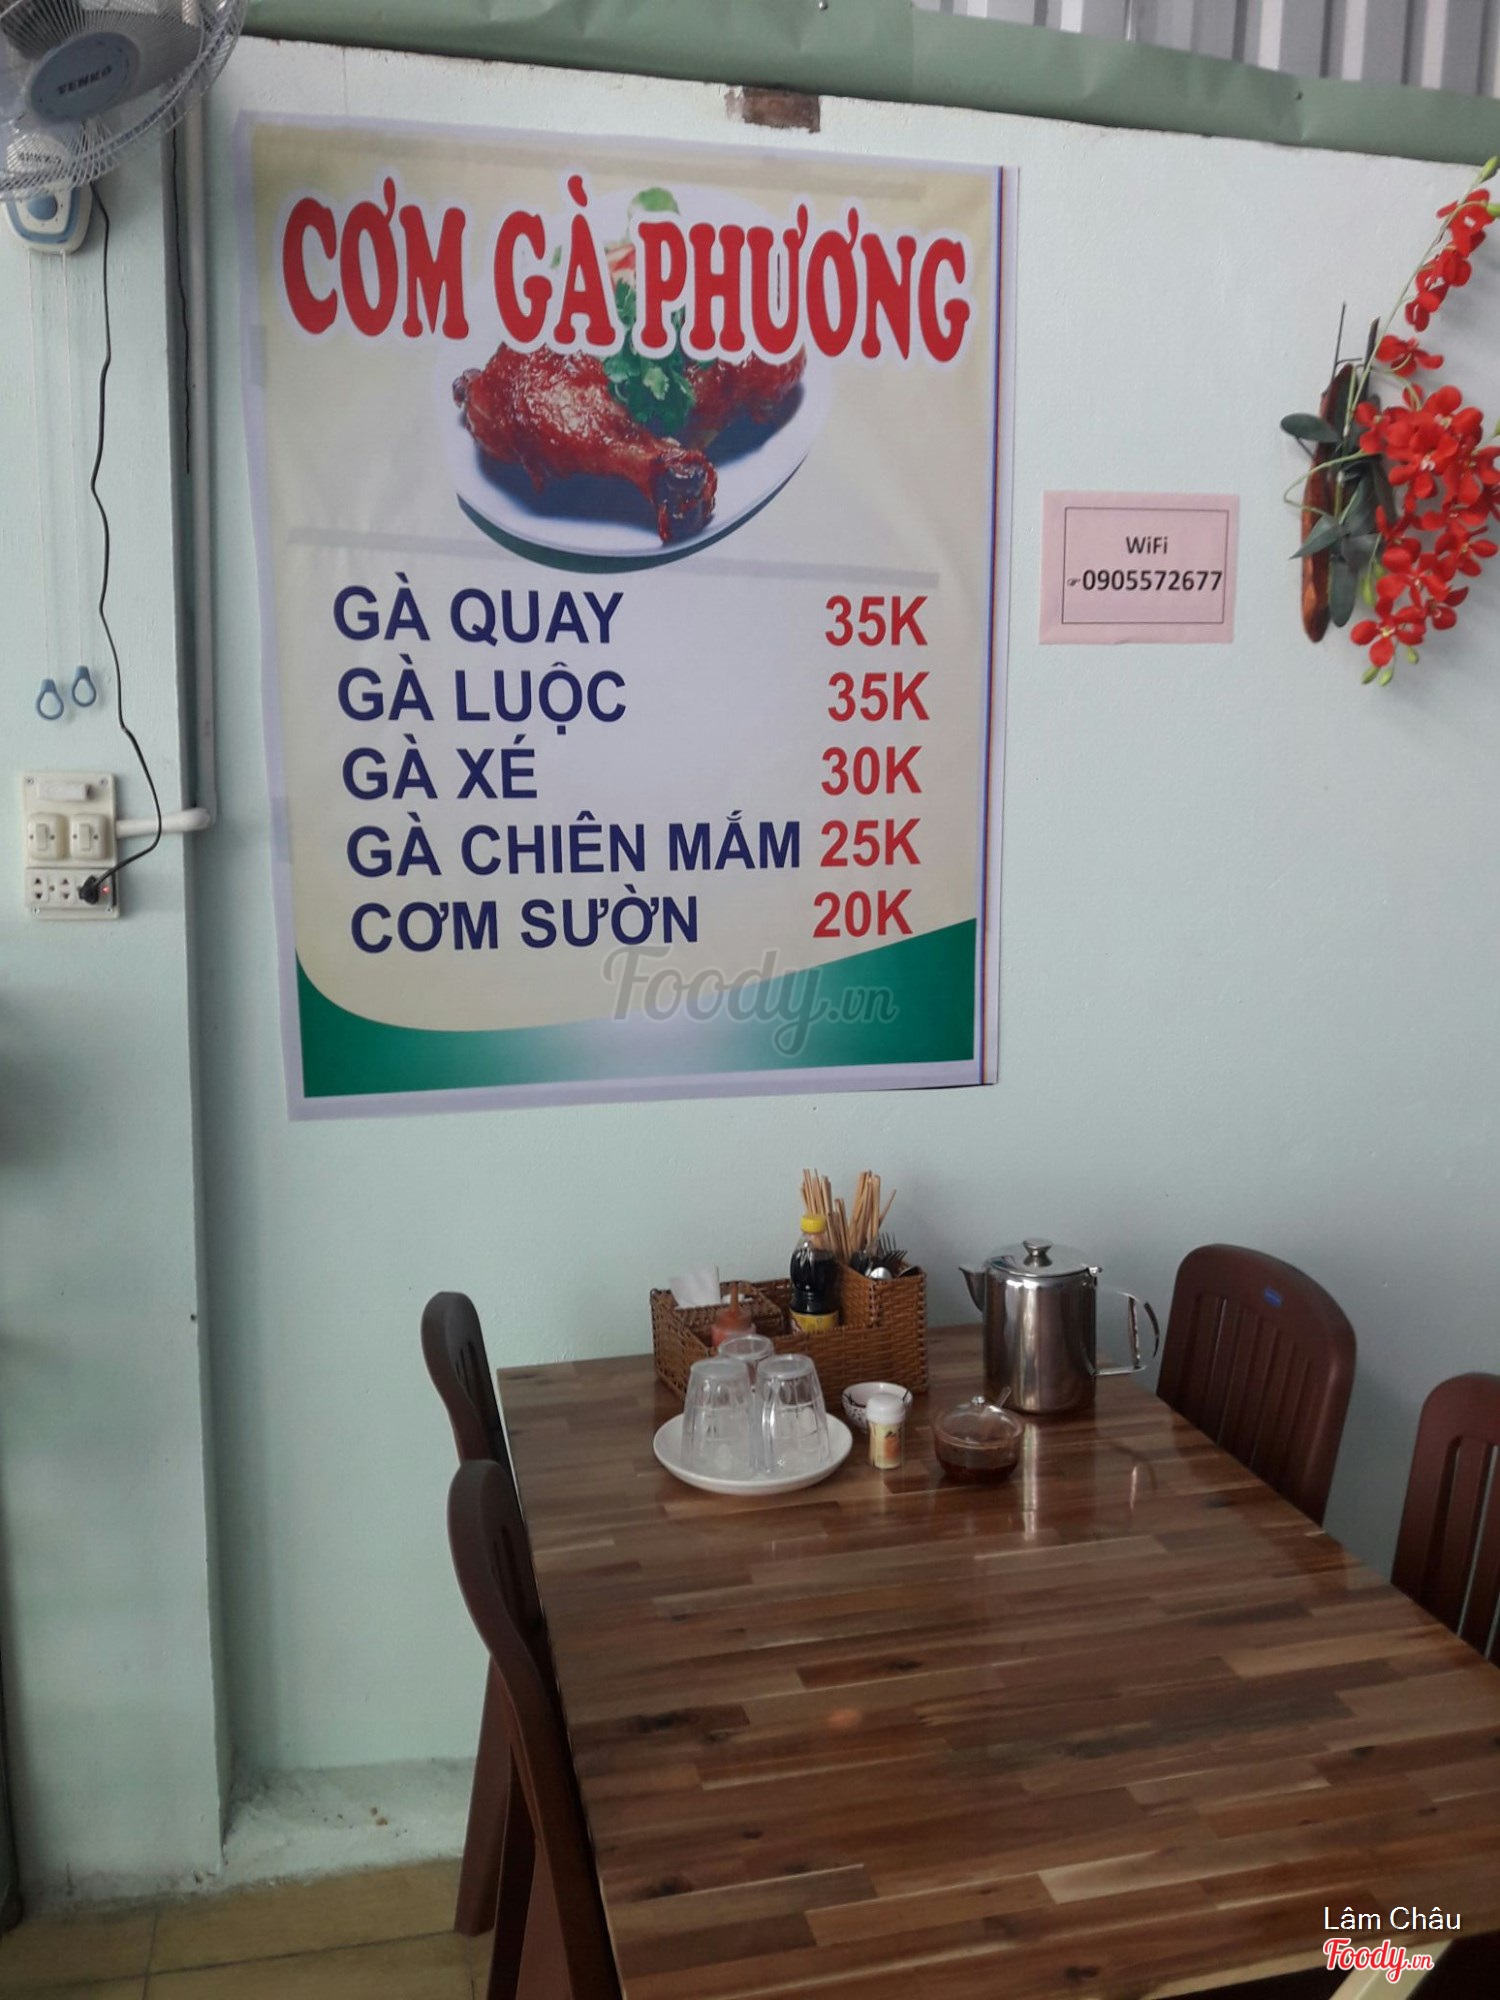 TENKO
CƠM GÀ PHƯƠNG
GÀ QUAY 35K
GÀ LUỘC 35K
GÀ XÉ 30K
GÀ CHIÊN MẮM 25K
CƠM SƯỜN 20K
Foody.vn
WiFi
☞0905572677
Lâm Châu
Foody.vn